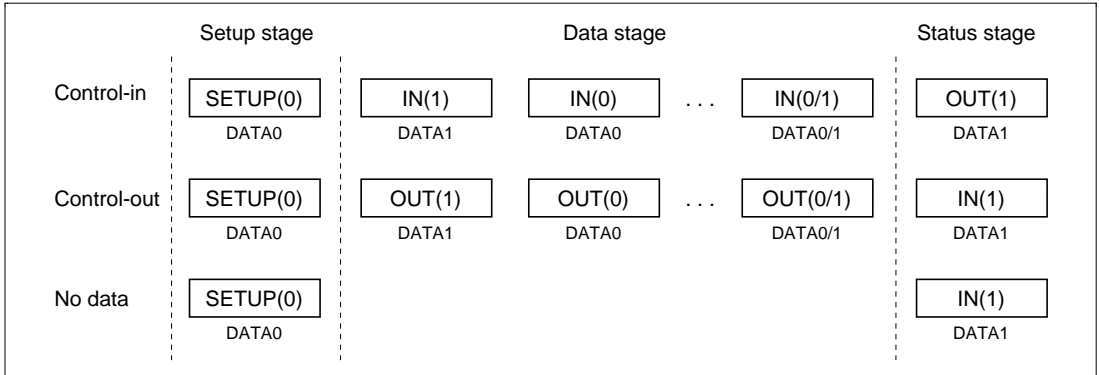 Setup stage Data stage Status stage
Control-in SETUP(0) IN(1) IN(0) . . . IN(0/1) OUT(1)
DATA0 DATA1 DATA0 DATA0/1 DATA1
Control-out SETUP(0) OUT(1) OUT(0) . . . OUT(0/1) IN(1)
DATA0 DATA1 DATA0 DATA0/1 DATA1
No data SETUP(0) IN(1)
DATA0 DATA1